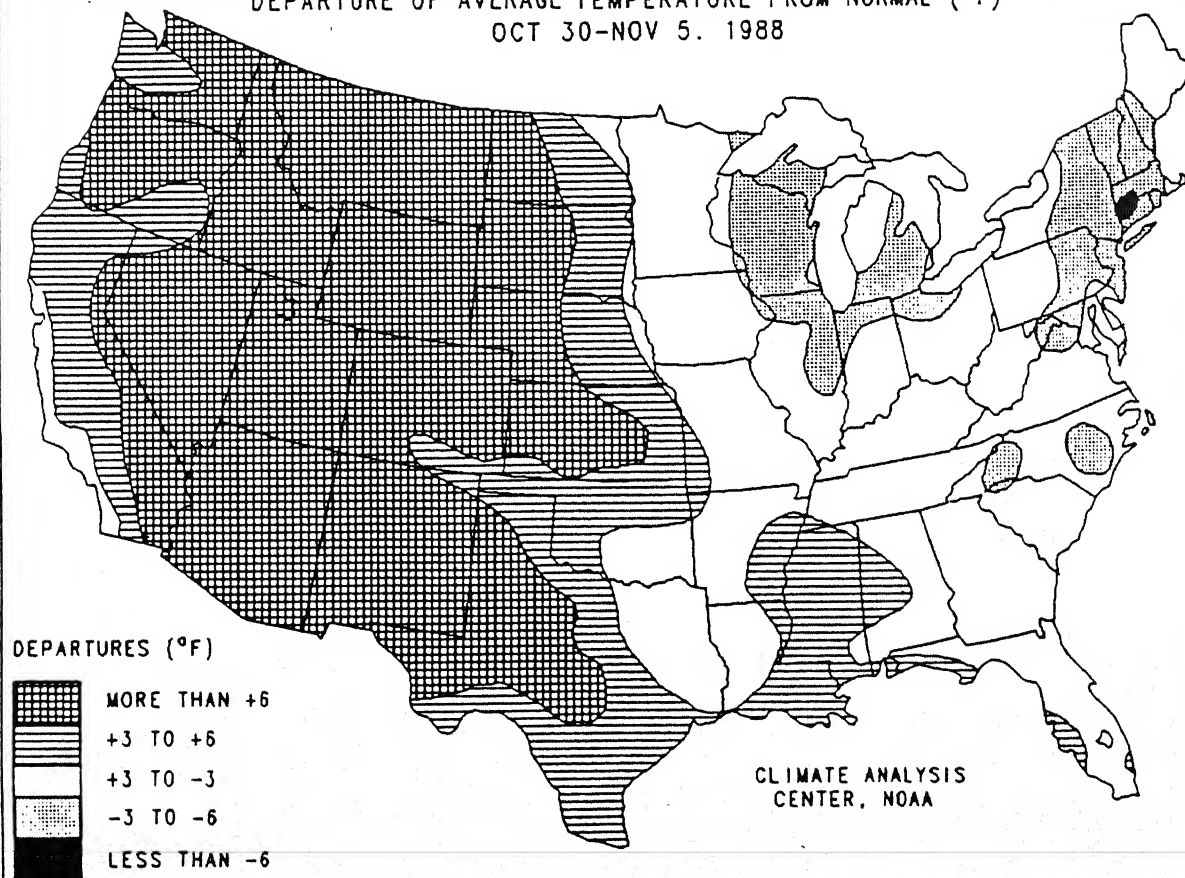 DEPARTURE OF AVERAGE TEMPERATURE FROM NORMAL (°F)
OCT 30-NOV 5. 1988
DEPARTURES (°F)
MORE THAN +6
+3 TO +6
+3 TO -3
-3 TO -6
LESS THAN -6
CLIMATE ANALYSIS
CENTER, NOAA